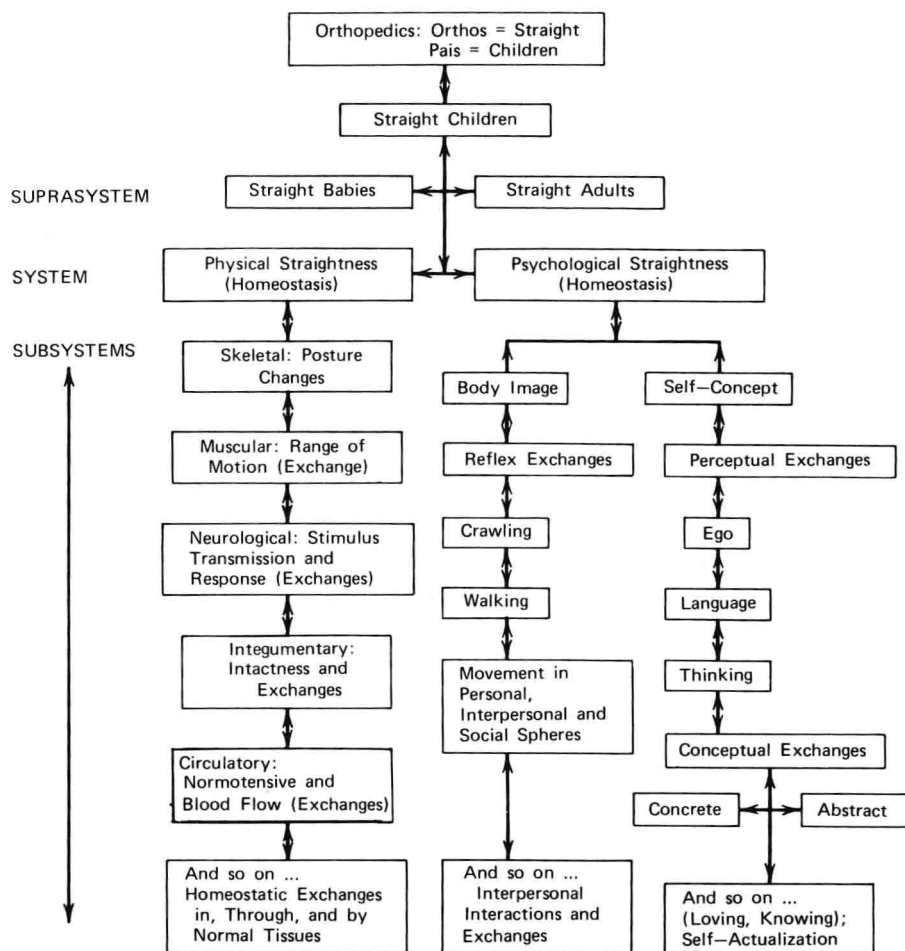 Orthopedics: Orthos = Straight
Pais = Children
Straight Children
SUPRASYSTEM
Straight Babies
Straight Adults
SYSTEM
Physical Straightness
(Homeostasis)
Psychological Straightness
(Homeostasis)
SUBSYSTEMS
Skeletal: Posture
Changes
Muscular: Range of
Motion (Exchange)
Neurological: Stimulus
Transmission and
Response (Exchanges)
Integumentary:
Intactness and
Exchanges
Circulatory:
Normotensive and
Blood Flow (Exchanges)
And so on ...
Homeostatic Exchanges
in, Through, and by
Normal Tissues
Body Image
Reflex Exchanges
Crawling
Walking
Movement in
Personal,
Interpersonal and
Social Spheres
And so on ...
Interpersonal
Interactions and
Exchanges
Self—Concept
Perceptual Exchanges
Ego
Language
Thinking
Conceptual Exchanges
Concrete
Abstract
And so on ...
(Loving, Knowing);
Self—Actualization